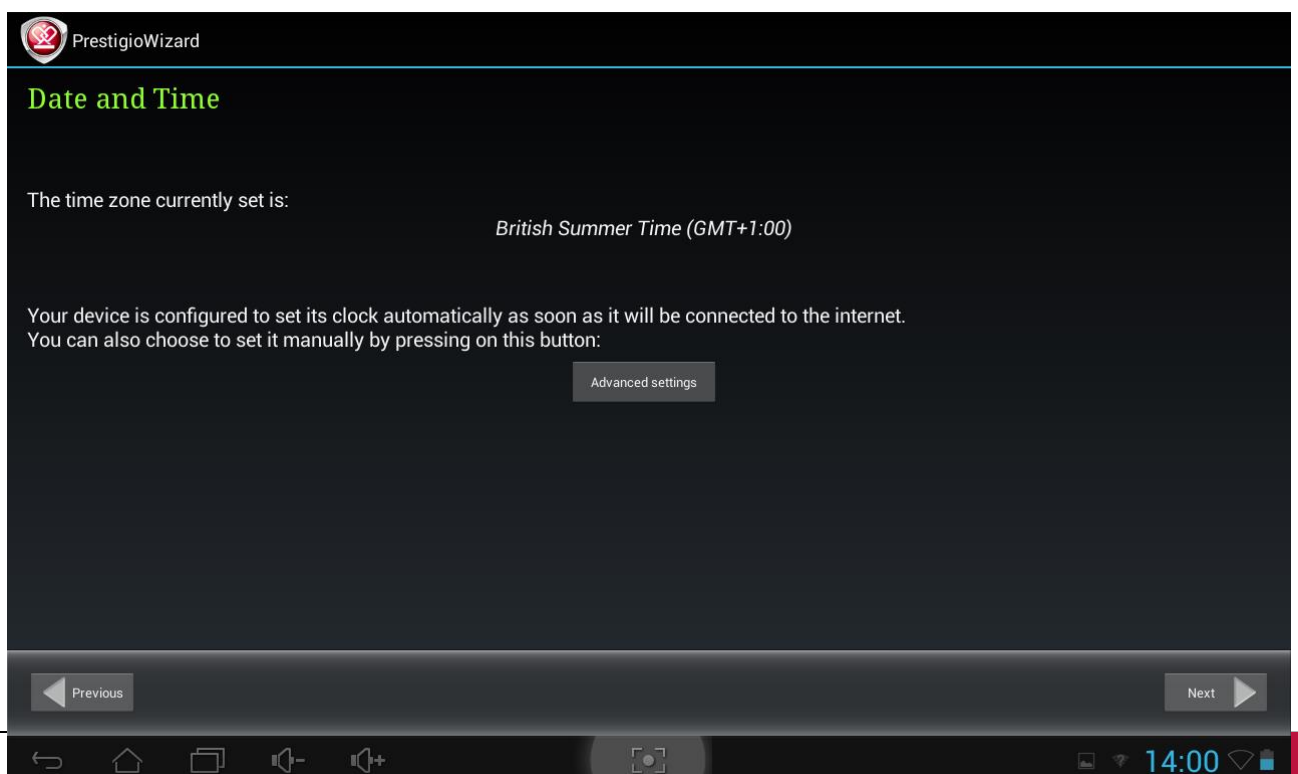 PrestigioWizard
Date and Time
The time zone currently set is:
British Summer Time (GMT+1:00)
Your device is configured to set its clock automatically as soon as it will be connected to the internet.
You can also choose to set it manually by pressing on this button:
Advanced settings
Previous
Next
14:00